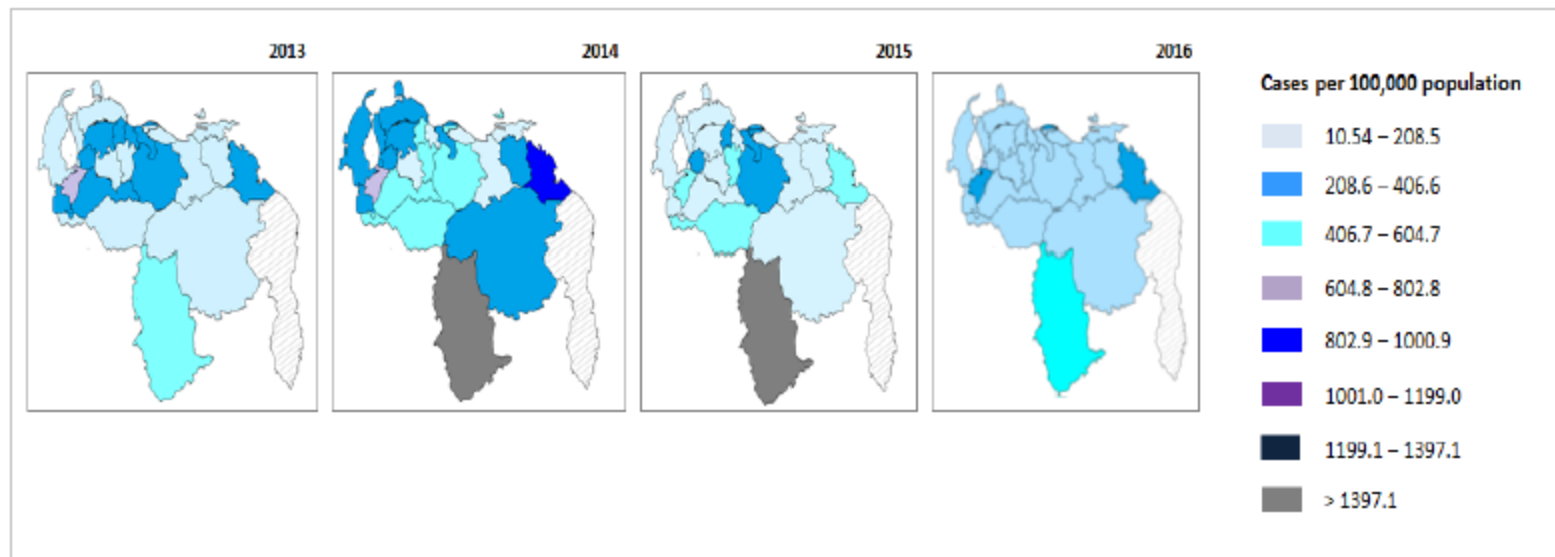 2013
2014
2015
2016
Cases per 100,000 population
10.54 – 208.5
208.6 – 406.6
406.7 – 604.7
604.8 – 802.8
802.9 – 1000.9
1001.0 – 1199.0
1199.1 – 1397.1
> 1397.1